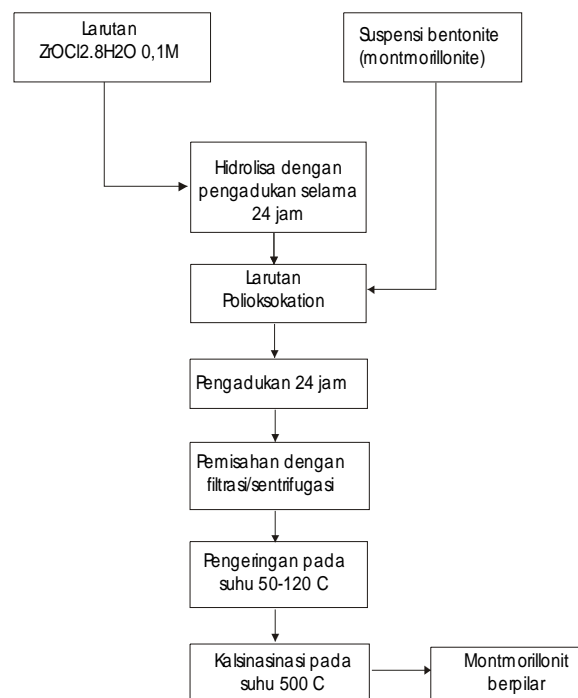 Larutan
ZrOCl2.8H2O 0,1M
Suspensi bentonite
(montmorillonite)
Hidrolisa dengan
pengadukan selama
24 jam
Larutan
Polioksokation
Pengadukan 24 jam
Pemisahan dengan
filtrasi/sentrifugasi
Pengeringan pada
suhu 50-120 C
Kalsinasinasi pada
suhu 500 C
Montmorillonit
berpilar